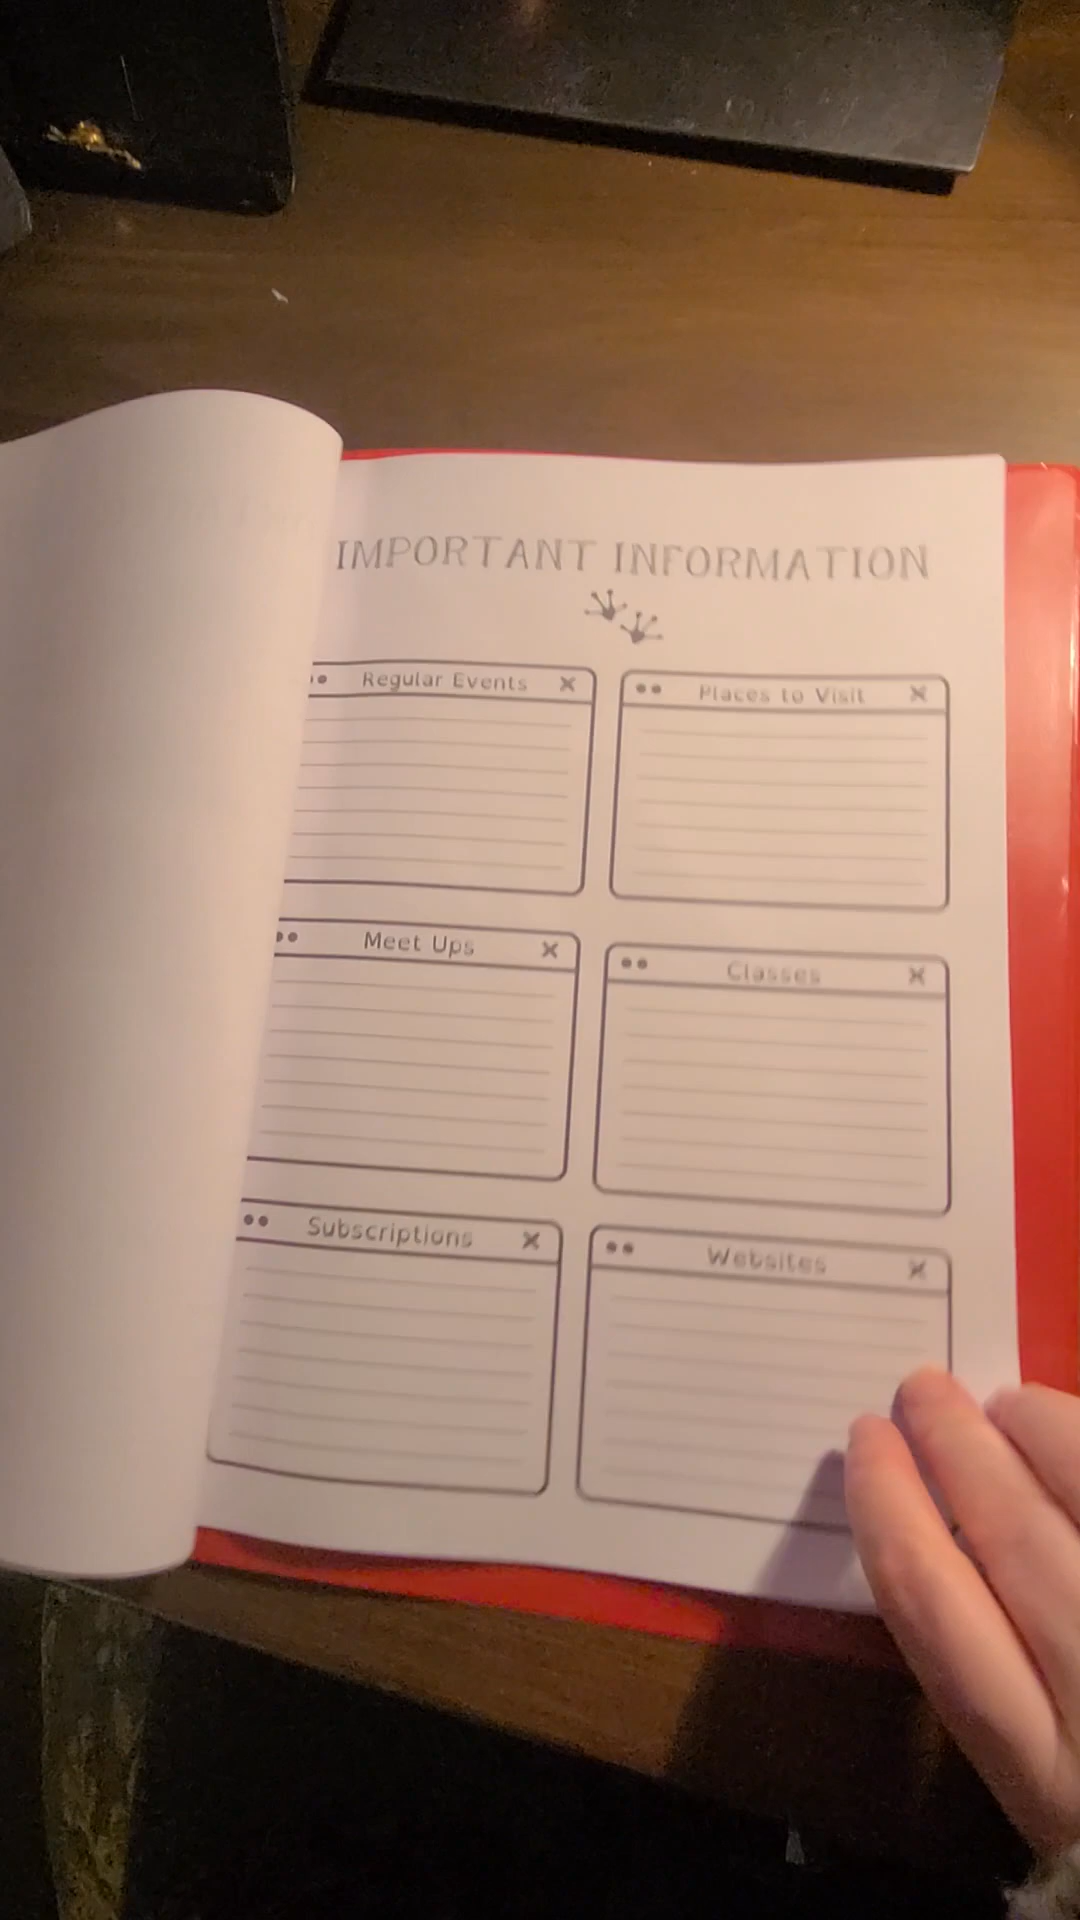 IMPORTANT INFORMATION
Regular Events
Places to Visit
Meet Ups
Classes
Subscriptions
Websites